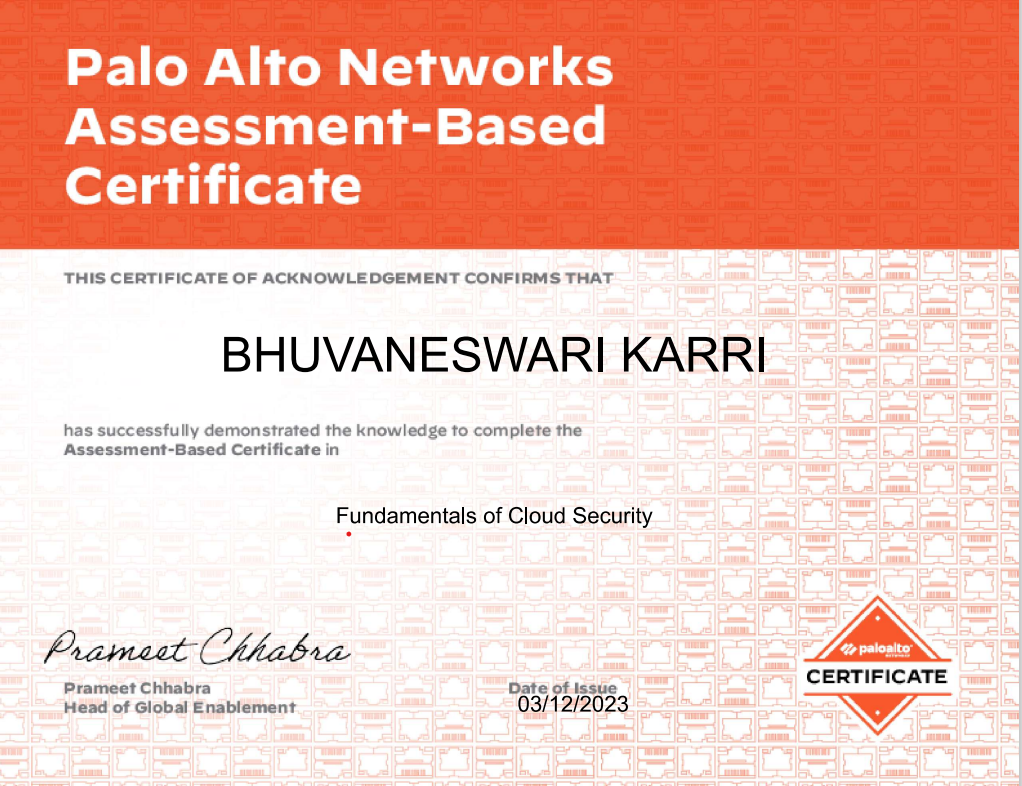 Palo Alto Networks
Assessment-Based
Certificate
THIS CERTIFICATE OF ACKNOWLEDGEMENT CONFIRMS THAT
BHUVANESWARI KARRI
has successfully demonstrated the knowledge to complete the
Assessment-Based Certificate in
Fundamentals of Cloud Security
Prameet Chhabra
Prameet Chhabra
Head of Global Enablement
Date of Issue
03/12/2023
paloalto
NETWORKS
CERTIFICATE